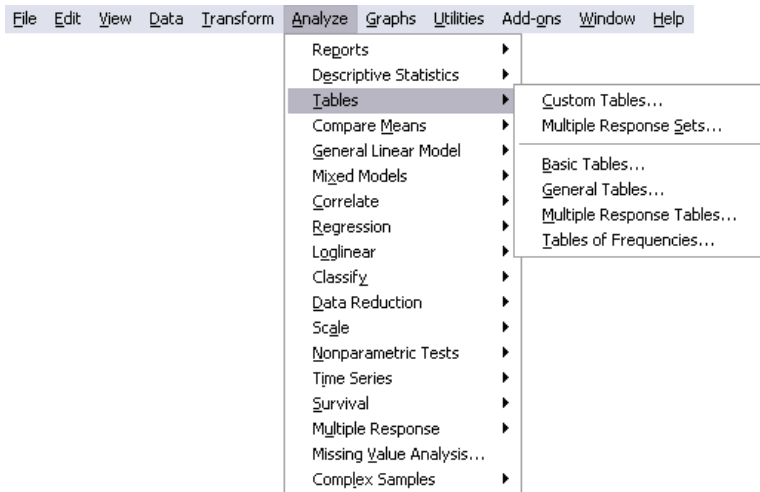 File Edit View Data Transform Analyze Graphs Utilities Add-ons Window Help
Reports
Descriptive Statistics
Tables
Compare Means
General Linear Model
Mixed Models
Correlate
Regression
Loglinear
Classify
Data Reduction
Scale
Nonparametric Tests
Time Series
Survival
Multiple Response
Missing Value Analysis...
Complex Samples
Custom Tables...
Multiple Response Sets...
Basic Tables...
General Tables...
Multiple Response Tables...
Tables of Frequencies...